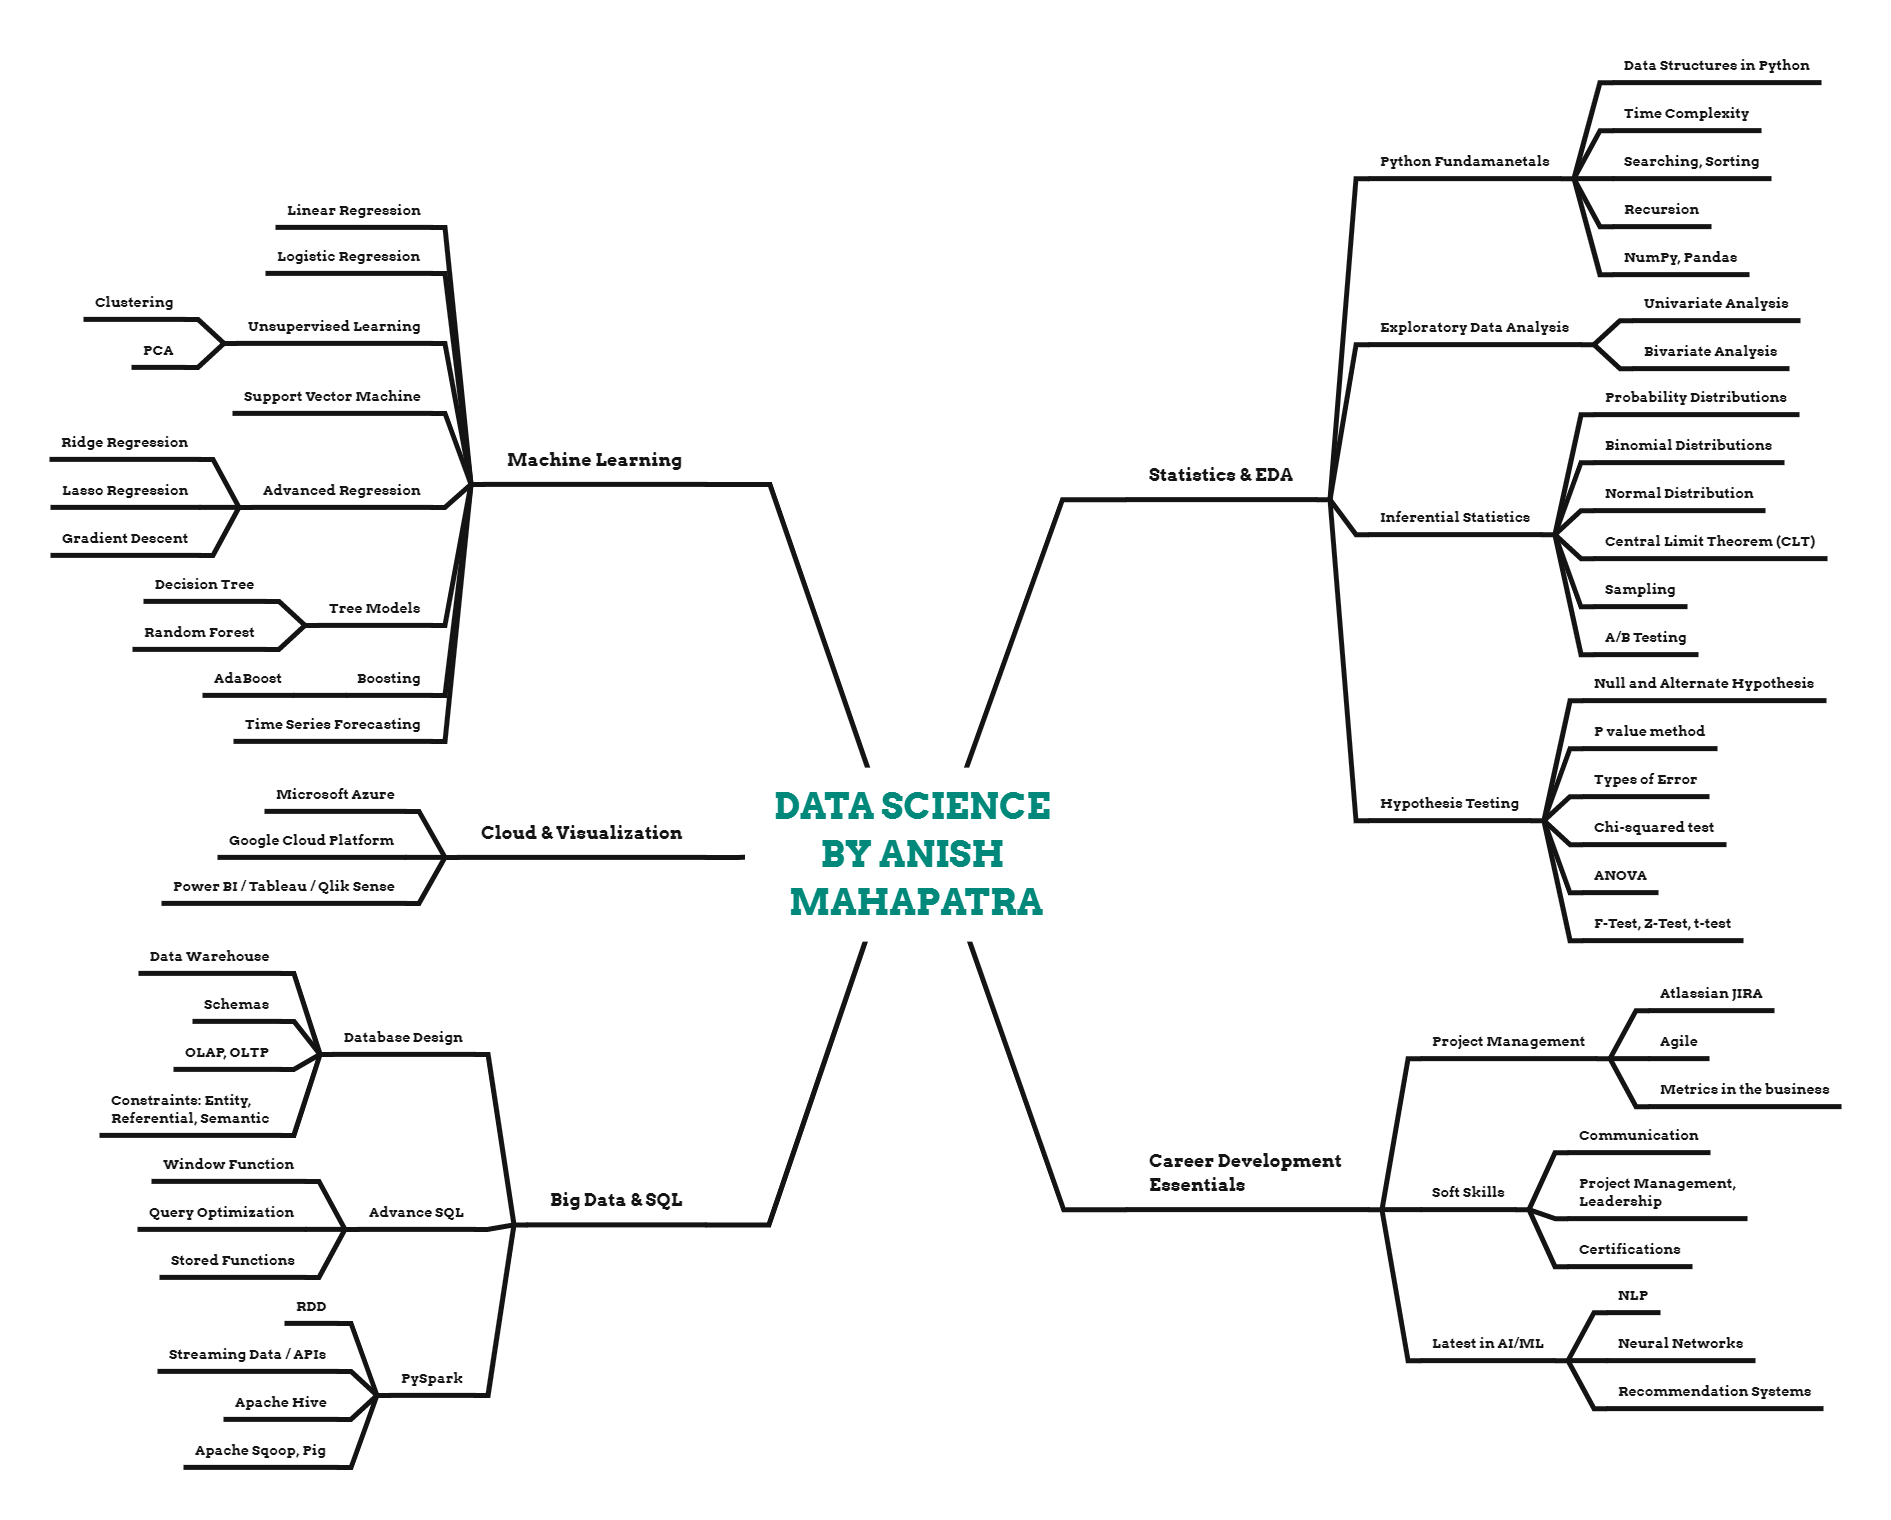 DATA SCIENCE
BY ANISH
MAHAPATRA
Machine Learning
Linear Regression
Logistic Regression
Unsupervised Learning
Clustering
PCA
Support Vector Machine
Advanced Regression
Ridge Regression
Lasso Regression
Gradient Descent
Tree Models
Decision Tree
Random Forest
Boosting
AdaBoost
Time Series Forecasting
Cloud & Visualization
Microsoft Azure
Google Cloud Platform
Power BI / Tableau / Qlik Sense
Big Data & SQL
Database Design
Data Warehouse
Schemas
OLAP, OLTP
Constraints: Entity,
Referential, Semantic
Advance SQL
Window Function
Query Optimization
Stored Functions
PySpark
RDD
Streaming Data / APIs
Apache Hive
Apache Sqoop, Pig
Statistics & EDA
Python Fundamanetals
Data Structures in Python
Time Complexity
Searching, Sorting
Recursion
NumPy, Pandas
Exploratory Data Analysis
Univariate Analysis
Bivariate Analysis
Inferential Statistics
Probability Distributions
Binomial Distributions
Normal Distribution
Central Limit Theorem (CLT)
Sampling
A/B Testing
Hypothesis Testing
Null and Alternate Hypothesis
P value method
Types of Error
Chi-squared test
ANOVA
F-Test, Z-Test, t-test
Career Development
Essentials
Project Management
Atlassian JIRA
Agile
Metrics in the business
Soft Skills
Communication
Project Management,
Leadership
Certifications
Latest in AI/ML
NLP
Neural Networks
Recommendation Systems